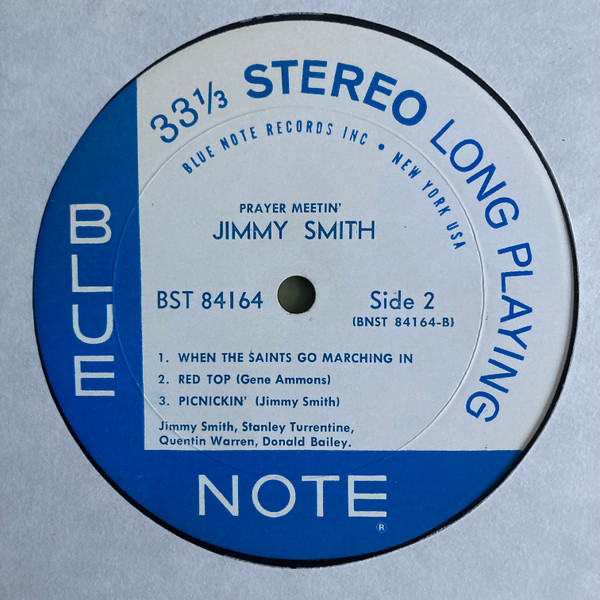 33⅓ STEREO LONG PLAYING
BLUE NOTE RECORDS INC • NEW YORK USA
PRAYER MEETIN'
JIMMY SMITH
BST 84164
Side 2
(BNST 84164-B)
1. WHEN THE SAINTS GO MARCHING IN
2. RED TOP (Gene Ammons)
3. PICNICKIN' (Jimmy Smith)
Jimmy Smith, Stanley Turrentine,
Quentin Warren, Donald Bailey.
BLUE
NOTE
®